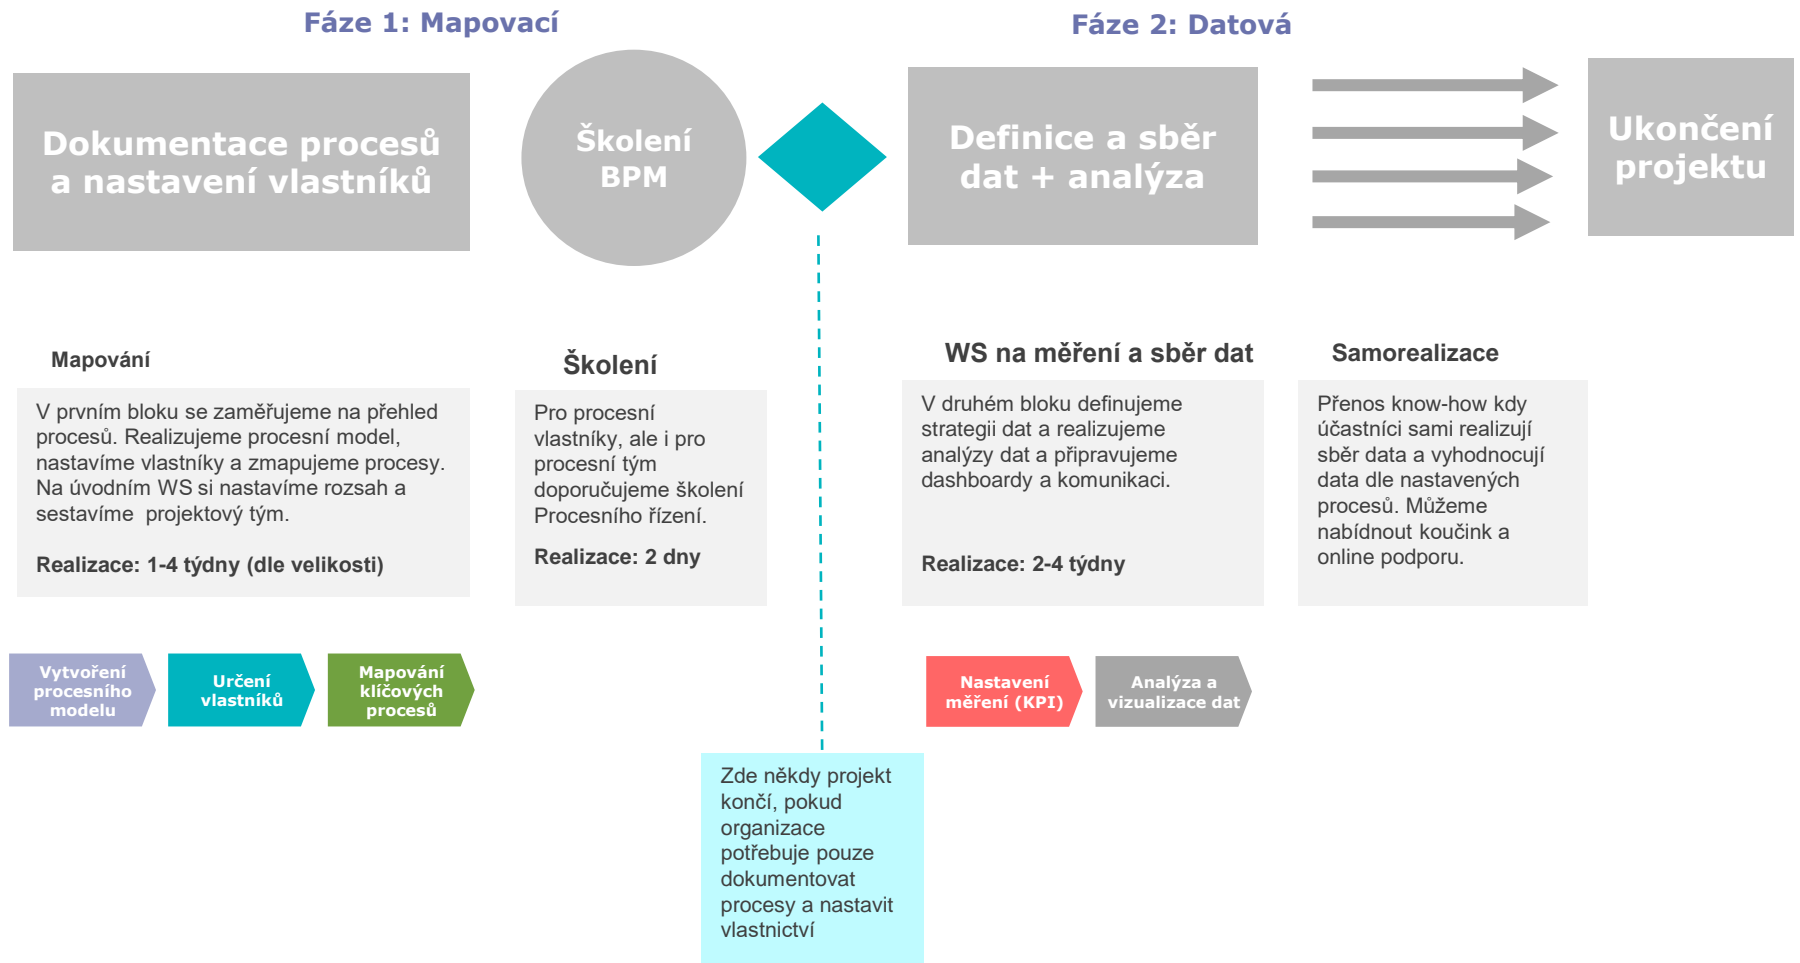 Fáze 1: Mapovací
Fáze 2: Datová
Dokumentace procesů
a nastavení vlastníků
Školení
BPM
Definice a sběr
dat + analýza
Ukončení
projektu
Mapování
V prvním bloku se zaměřujeme na přehled
procesů. Realizujeme procesní model,
nastavíme vlastníky a zmapujeme procesy.
Na úvodním WS si nastavíme rozsah a
sestavíme  projektový tým.
Realizace: 1-4 týdny (dle velikosti)
Školení
Pro procesní
vlastníky, ale i pro
procesní tým
doporučujeme školení
Procesního řízení.
Realizace: 2 dny
WS na měření a sběr dat
V druhém bloku definujeme
strategii dat a realizujeme
analýzy dat a připravujeme
dashboardy a komunikaci.
Realizace: 2-4 týdny
Samorealizace
Přenos know-how kdy
účastníci sami realizují
sběr data a vyhodnocují
data dle nastavených
procesů. Můžeme
nabídnout koučink a
online podporu.
Vytvoření
procesního
modelu
Určení
vlastníků
Mapování
klíčových
procesů
Nastavení
měření (KPI)
Analýza a
vizualizace dat
Zde někdy projekt
končí, pokud
organizace
potřebuje pouze
dokumentovat
procesy a nastavit
vlastnictví